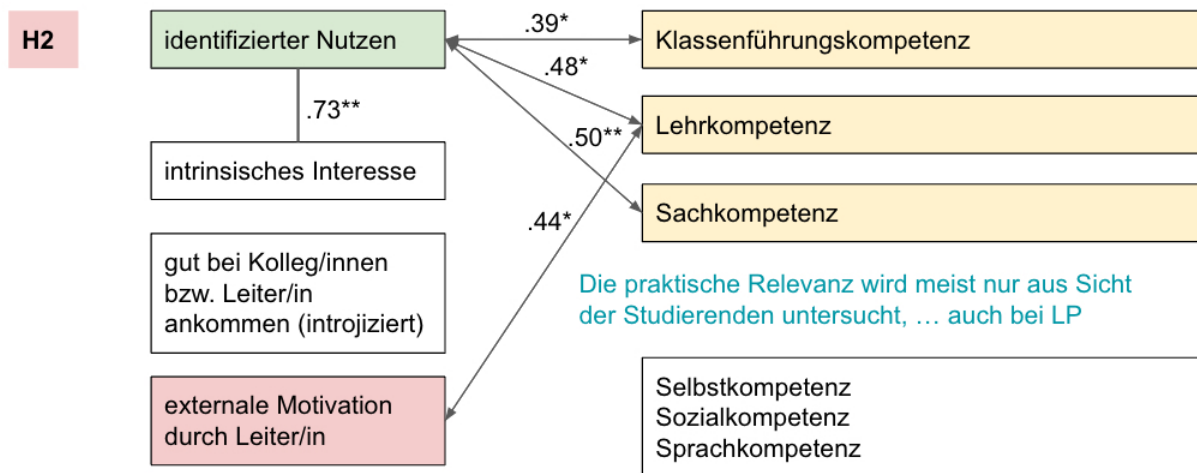 H2
identifizierter Nutzen
.39*
Klassenführungskompetenz
.48*
.73**
Lehrkompetenz
.50**
intrinsisches Interesse
Sachkompetenz
.44*
gut bei Kolleg/innen
bzw. Leiter/in
ankommen (introjiziert)
Die praktische Relevanz wird meist nur aus Sicht
der Studierenden untersucht, … auch bei LP
externale Motivation
durch Leiter/in
Selbstkompetenz
Sozialkompetenz
Sprachkompetenz